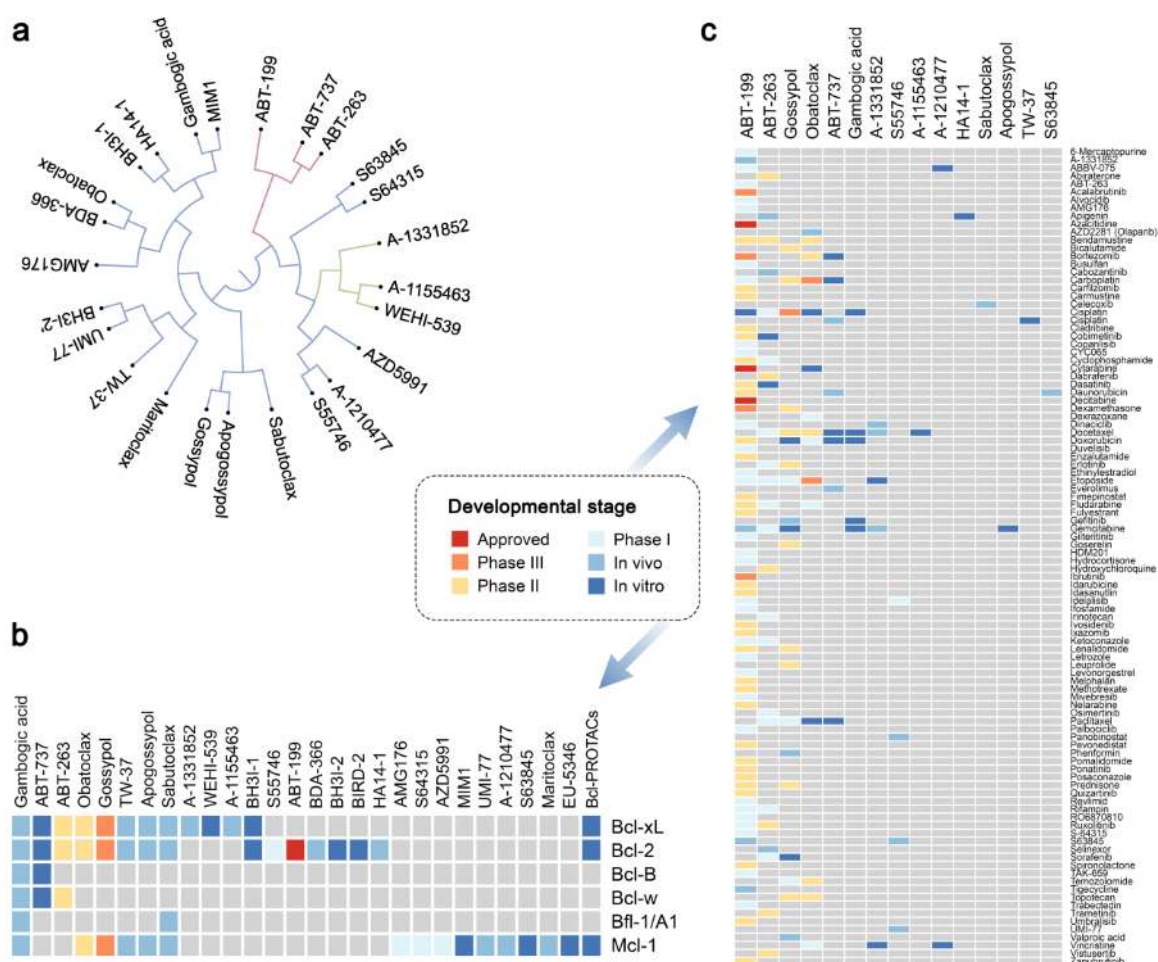 a
ABT-199
ABT-737
ABT-263
S63845
S64315
A-1331852
A-1155463
WEHI-539
AZD5991
A-1210477
S55746
Sabutoclax
Apogossypol
Gossypol
Maritoclax
TW-37
UMI-77
BH3I-2'
AMG176
BDA-366
Obatoclax
BH3I-1
HA14-1
Gambogic acid
MIM1
Developmental stage
Approved
Phase III
Phase II
Phase I
In vivo
In vitro
b
Gambogic acid
ABT-737
ABT-263
Obatoclax
Gossypol
TW-37
Apogossypol
Sabutoclax
A-1331852
WEHI-539
A-1155463
BH3I-1
S55746
ABT-199
BDA-366
BH3I-2
BIRD-2
HA14-1
AMG176
S64315
AZD5991
MIM1
UMI-77
A-1210477
S63845
Maritoclax
EU-5346
Bcl-PROTACs
Bcl-xL
Bcl-2
Bcl-B
Bcl-w
Bfl-1/A1
Mcl-1
c
ABT-199
ABT-263
Gossypol
Obatoclax
ABT-737
Gambogic acid
A-1331852
S55746
A-1155463
A-1210477
HA14-1
Sabutoclax
Apogossypol
TW-37
S63845
6-Mercaptopurine
A-1331852
ABBV-075
Abiraterone
ABT-263
Acalabrutinib
Alvocidib
AMG176
Apigenin
Azacitidine
AZD2281 (Olaparib)
Bendamustine
Bicalutamide
Bortezomib
Busulfan
Cabozantinib
Carboplatin
Carfilzomib
Carmustine
Celecoxib
Cisplatin
Cisplatin
Cladribine
Cobimetinib
Copanlisib
CYC065
Cyclophosphamide
Cytarabine
Dabrafenib
Dasatinib
Daunorubicin
Decitabine
Dexamethasone
Dexrazoxane
Dinaciclib
Docetaxel
Doxorubicin
Duvelisib
Enzalutamide
Erlotinib
Ethinylestradiol
Etoposide
Everolimus
Fimepinostat
Fludarabine
Fulvestrant
Gefitinib
Gemcitabine
Gilteritinib
Goserelin
HDM201
Hydrocortisone
Hydroxychloroquine
Ibrutinib
Idarubicine
Idasanutlin
Idelalisib
Ifosfamide
Irinotecan
Ivosidenib
Ixazomib
Ketoconazole
Lenalidomide
Letrozole
Leuprolide
Levonorgestrel
Melphalan
Methotrexate
Mivebresib
Nelarabine
Osimertinib
Paclitaxel
Palbociclib
Panobinostat
Pevonedistat
Phenformin
Pomalidomide
Ponatinib
Posaconazole
Prednisone
Quizartinib
Revlimid
Rifampin
RO6870810
Ruxolitinib
S-64315
S63845
Selinexor
Sorafenib
Spironolactone
TAK-659
Temozolomide
Tigecycline
Topotecan
Trabectedin
Trametinib
Umbralisib
UMI-77
Valproic acid
Vincristine
Vistusertib
Zanubrutinib